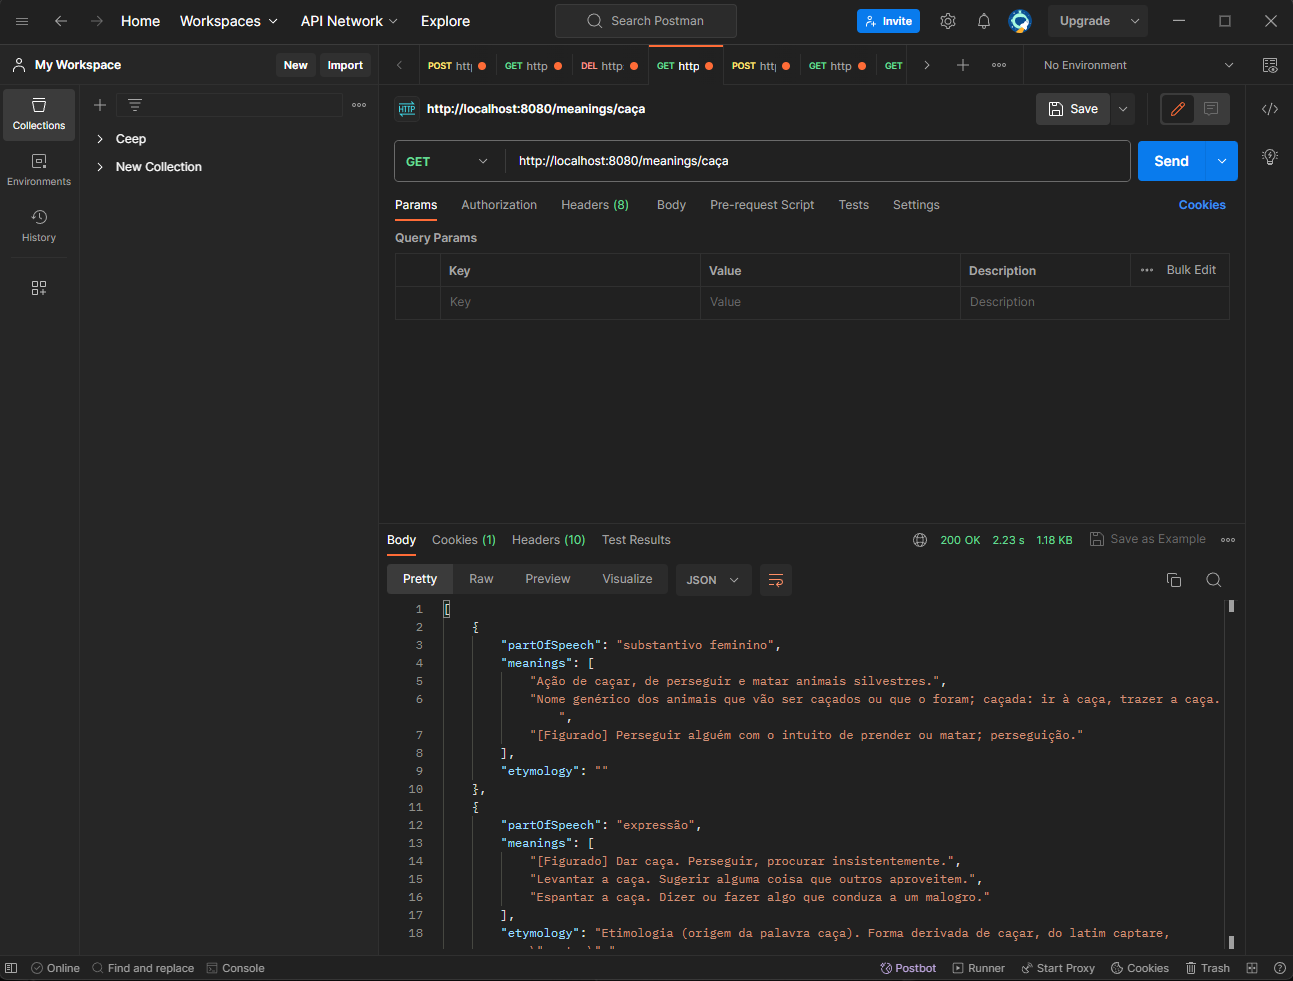 Home Workspaces API Network Explore Search Postman Invite Upgrade
My Workspace New Import
POST http GET http DEL http GET http POST http GET http GET No Environment
Collections
Environments
History
Ceep
New Collection
HTTP http://localhost:8080/meanings/caça Save
GET http://localhost:8080/meanings/caça Send
Params Authorization Headers (8) Body Pre-request Script Tests Settings Cookies
Query Params
Key Value Description Bulk Edit
Key Value Description
Body Cookies (1) Headers (10) Test Results 200 OK 2.23 s 1.18 KB Save as Example
Pretty Raw Preview Visualize JSON
1 [
2 {
3 "partOfSpeech": "substantivo feminino",
4 "meanings": [
5 "Ação de caçar, de perseguir e matar animais silvestres.",
6 "Nome genérico dos animais que vão ser caçados ou que o foram; caçada: ir à caça, trazer a caça.
",
7 "[Figurado] Perseguir alguém com o intuito de prender ou matar; perseguição."
8 ],
9 "etymology": ""
10 },
11 {
12 "partOfSpeech": "expressão",
13 "meanings": [
14 "[Figurado] Dar caça. Perseguir, procurar insistentemente.",
15 "Levantar a caça. Sugerir alguma coisa que outros aproveitem.",
16 "Espantar a caça. Dizer ou fazer algo que conduza a um malogro."
17 ],
18 "etymology": "Etimologia (origem da palavra caça). Forma derivada de caçar, do latim captare,
Online Find and replace Console Postbot Runner Start Proxy Cookies Trash